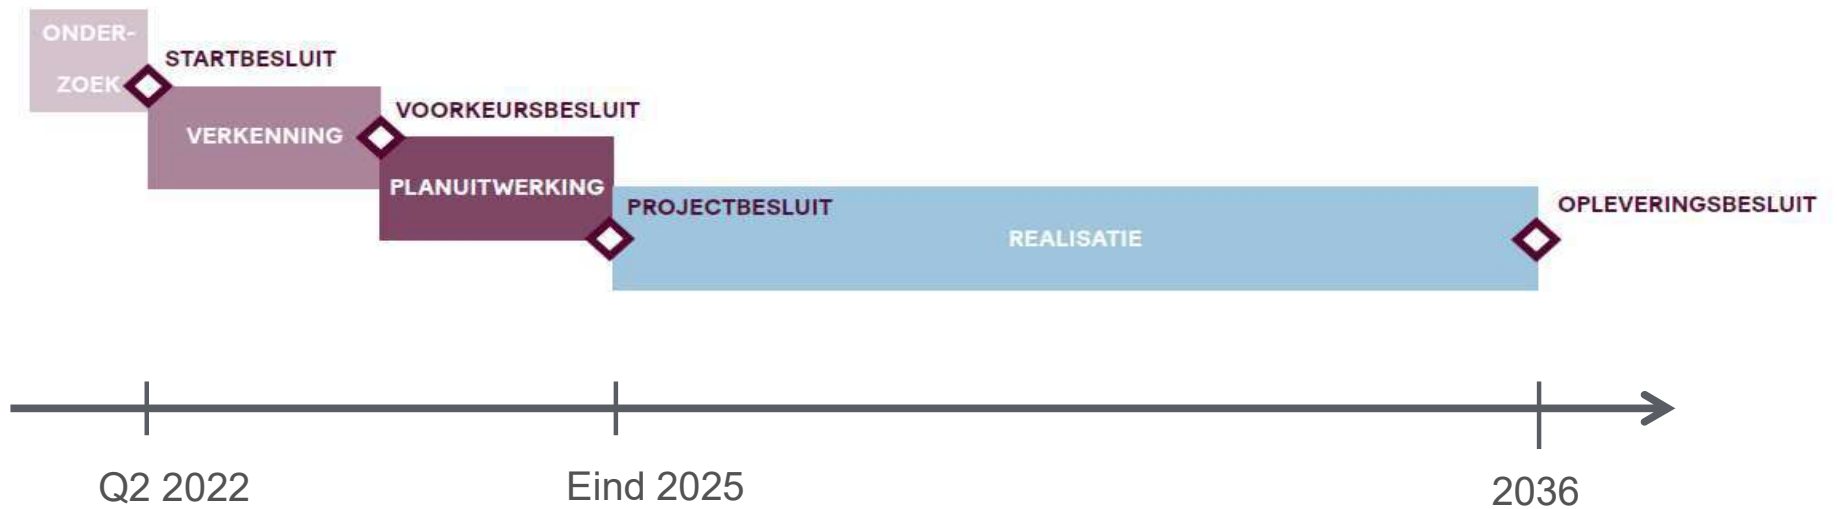 ONDER-
ZOEK
STARTBESLUIT
VERKENNING
VOORKEURSBESLUIT
PLANUITWERKING
PROJECTBESLUIT
REALISATIE
OPLEVERINGSBESLUIT
Q2 2022
Eind 2025
2036